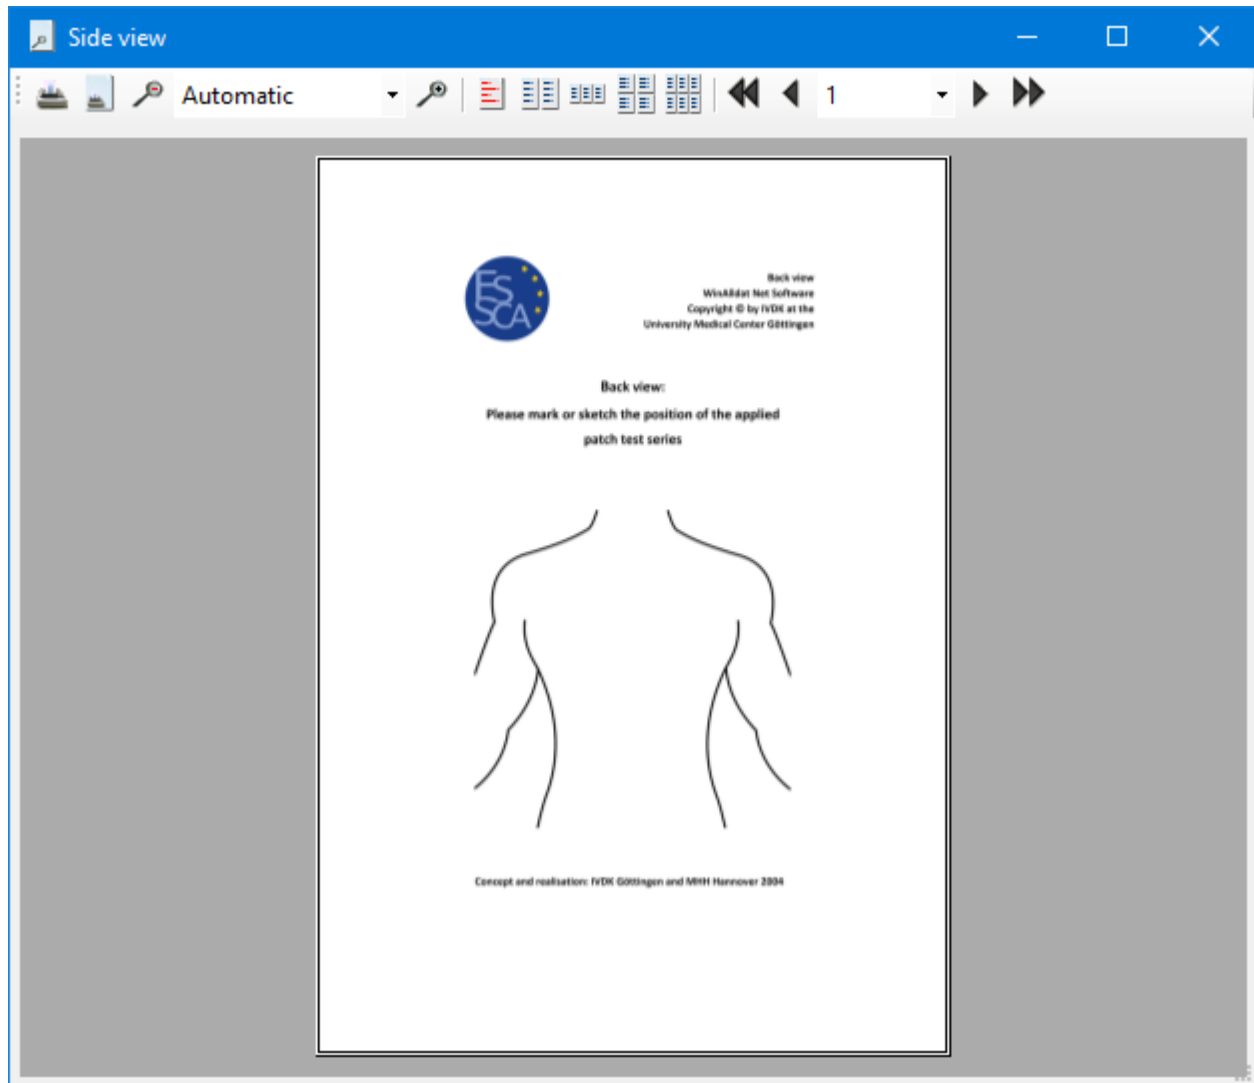 Side view
Automatic
1
ES
SCA
Back view
WinAlldat Net Software
Copyright © by IVDK at the
University Medical Center Göttingen
Back view:
Please mark or sketch the position of the applied
patch test series
Concept and realisation: IVDK Göttingen and MHH Hannover 2004